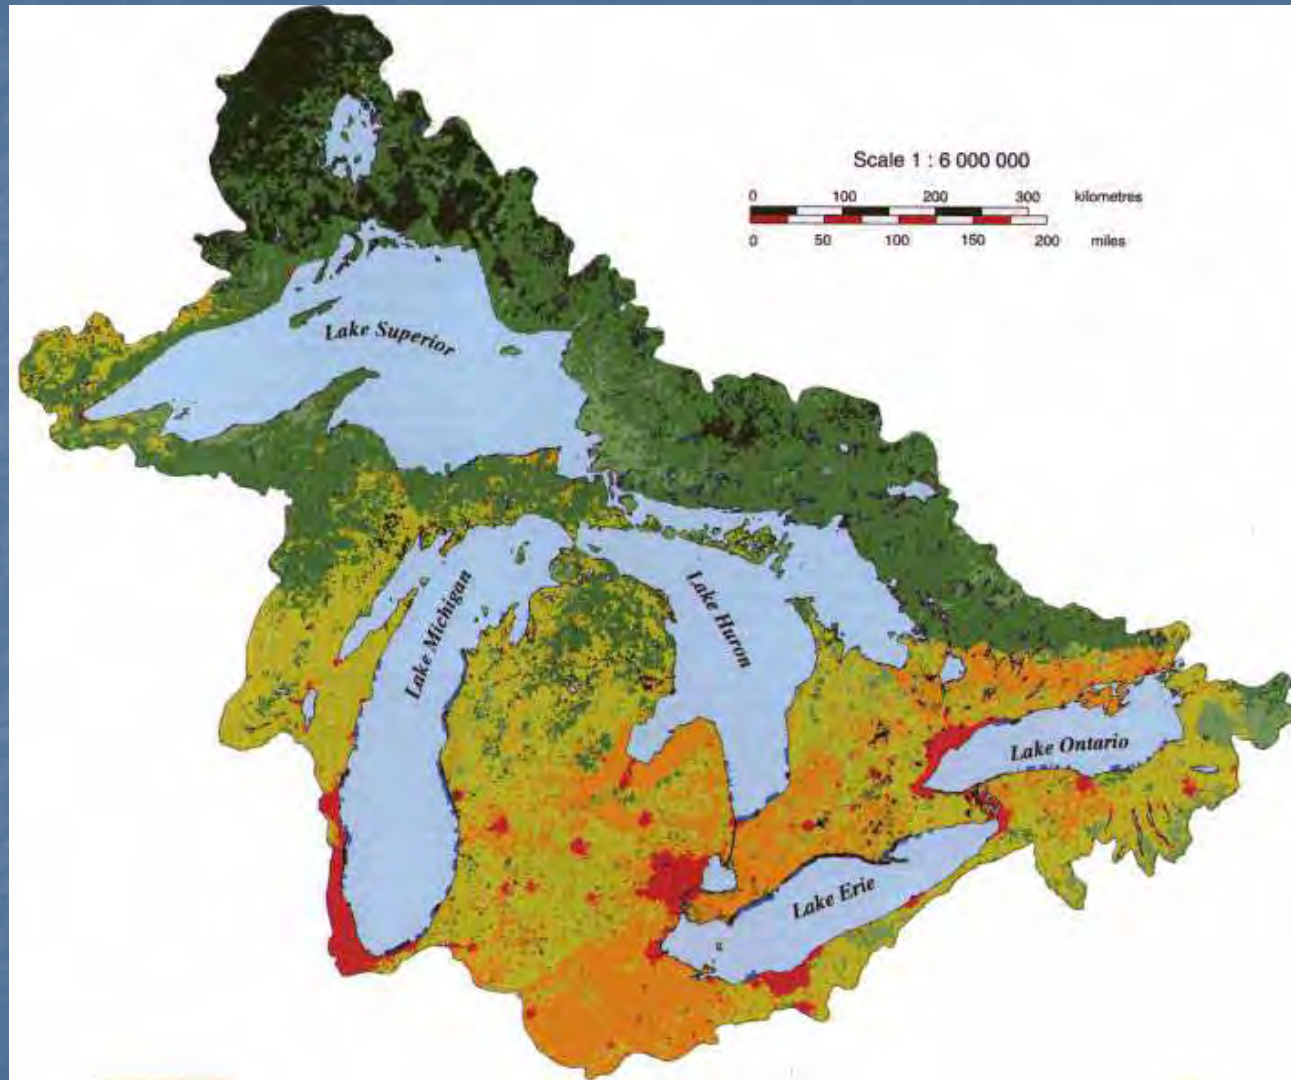 Scale 1 : 6 000 000
0 100 200 300 kilometres
0 50 100 150 200 miles
Lake Superior
Lake Michigan
Lake Huron
Lake Ontario
Lake Erie